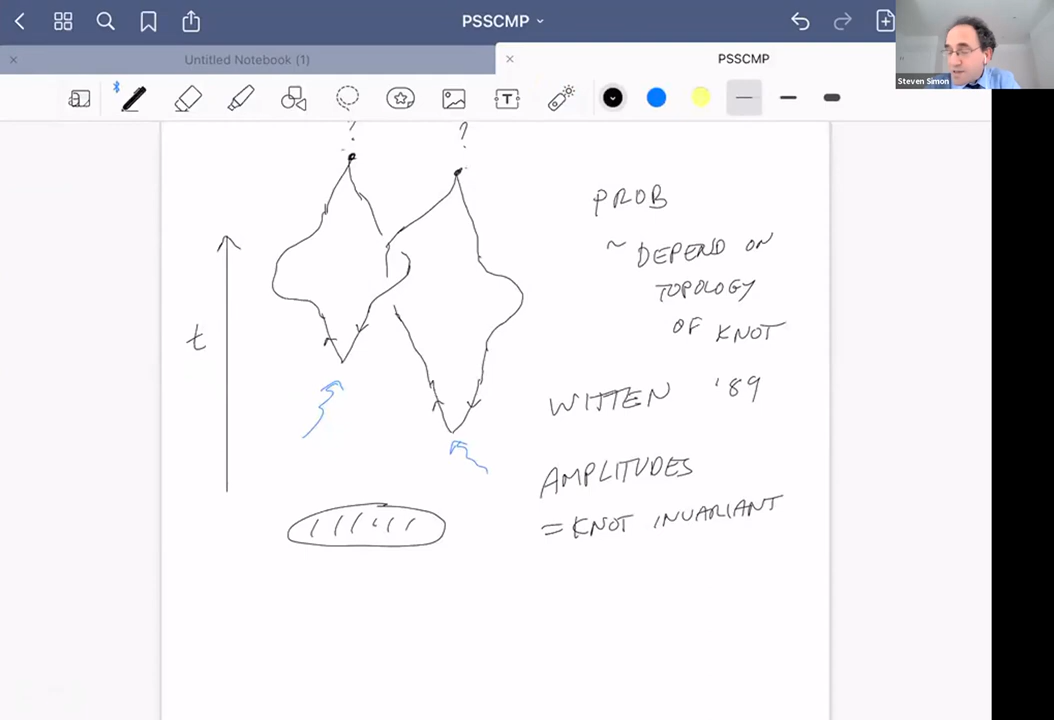 PSSCMP
Untitled Notebook (1)
PSSCMP
Steven Simon
? ?
PROB
~ DEPEND ON
TOPOLOGY
OF KNOT
t
WITTEN '89
AMPLITUDES
= KNOT INVARIANT